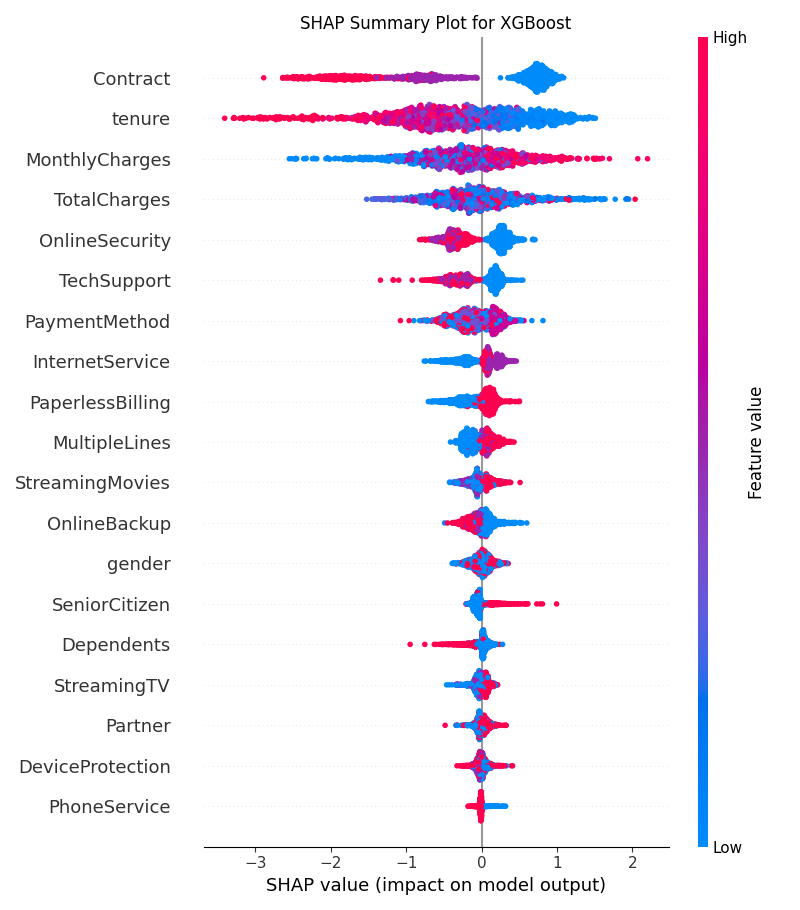 SHAP Summary Plot for XGBoost
High
Contract
tenure
MonthlyCharges
TotalCharges
OnlineSecurity
TechSupport
PaymentMethod
InternetService
PaperlessBilling
MultipleLines
StreamingMovies
OnlineBackup
gender
SeniorCitizen
Dependents
StreamingTV
Partner
DeviceProtection
PhoneService
Feature value
Low
−3 −2 −1 0 1 2
SHAP value (impact on model output)